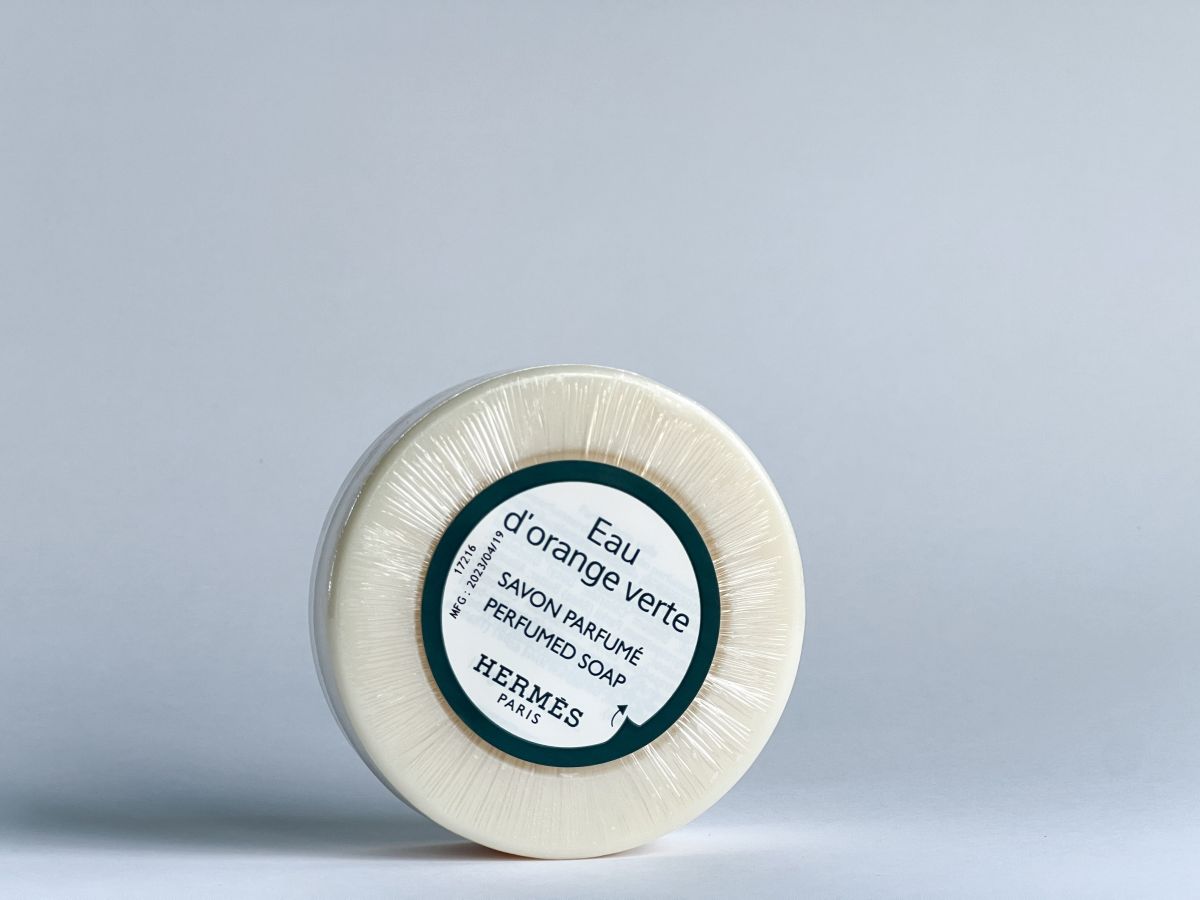 Eau
d'orange verte
17216
MFG : 2023/04/19
SAVON PARFUMÉ
PERFUMED SOAP
HERMÈS
PARIS